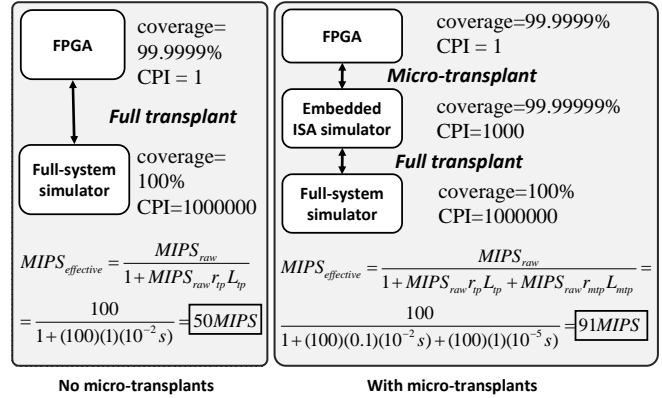 FPGA
coverage=
99.9999%
CPI = 1
Full transplant
Full-system
simulator
coverage=
100%
CPI=1000000
MIPS_effective = MIPS_raw / (1 + MIPS_raw r_tp L_tp)
= 100 / (1 + (100)(1)(10^-2 s)) = 50MIPS
No micro-transplants
FPGA
coverage=99.9999%
CPI = 1
Micro-transplant
Embedded
ISA simulator
coverage=99.99999%
CPI=1000
Full transplant
Full-system
simulator
coverage=100%
CPI=1000000
MIPS_effective = MIPS_raw / (1 + MIPS_raw r_tp L_tp + MIPS_raw r_mtp L_mtp) =
100 / (1 + (100)(0.1)(10^-2 s) + (100)(1)(10^-5 s)) = 91MIPS
With micro-transplants